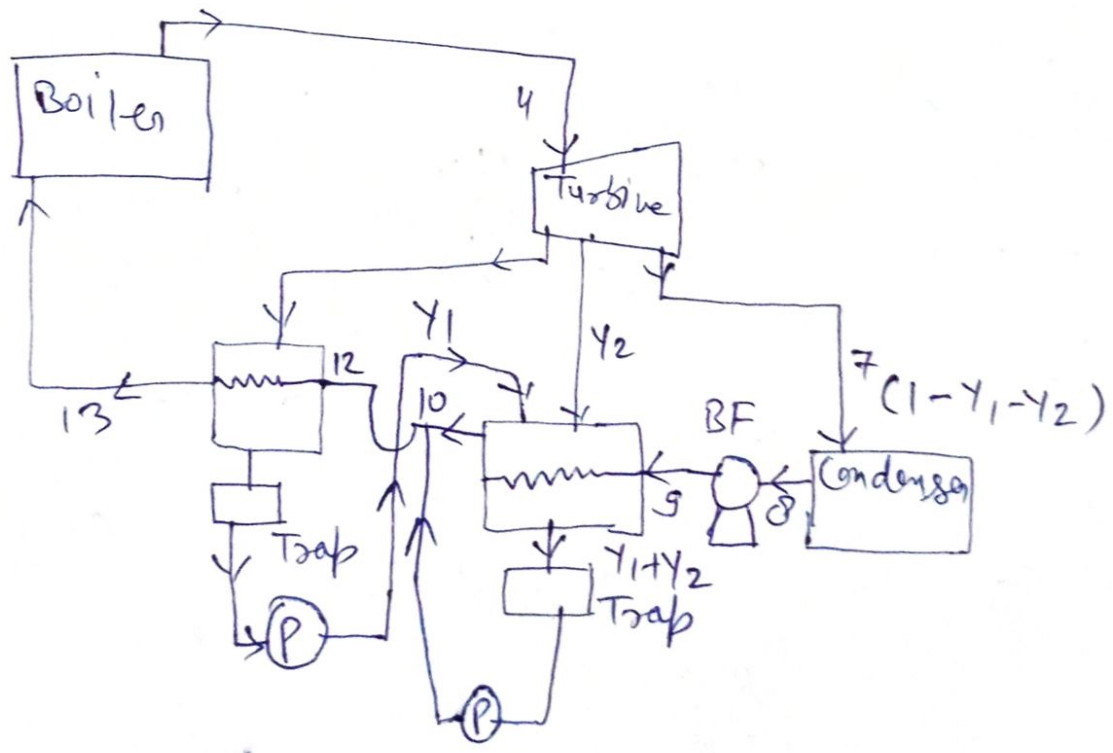 Boiler
4
Turbine
Y1
Y2
12
10
13
7
(1-Y1-Y2)
BF
Condenser
9
8
Trap
Y1+Y2
Trap
P
P